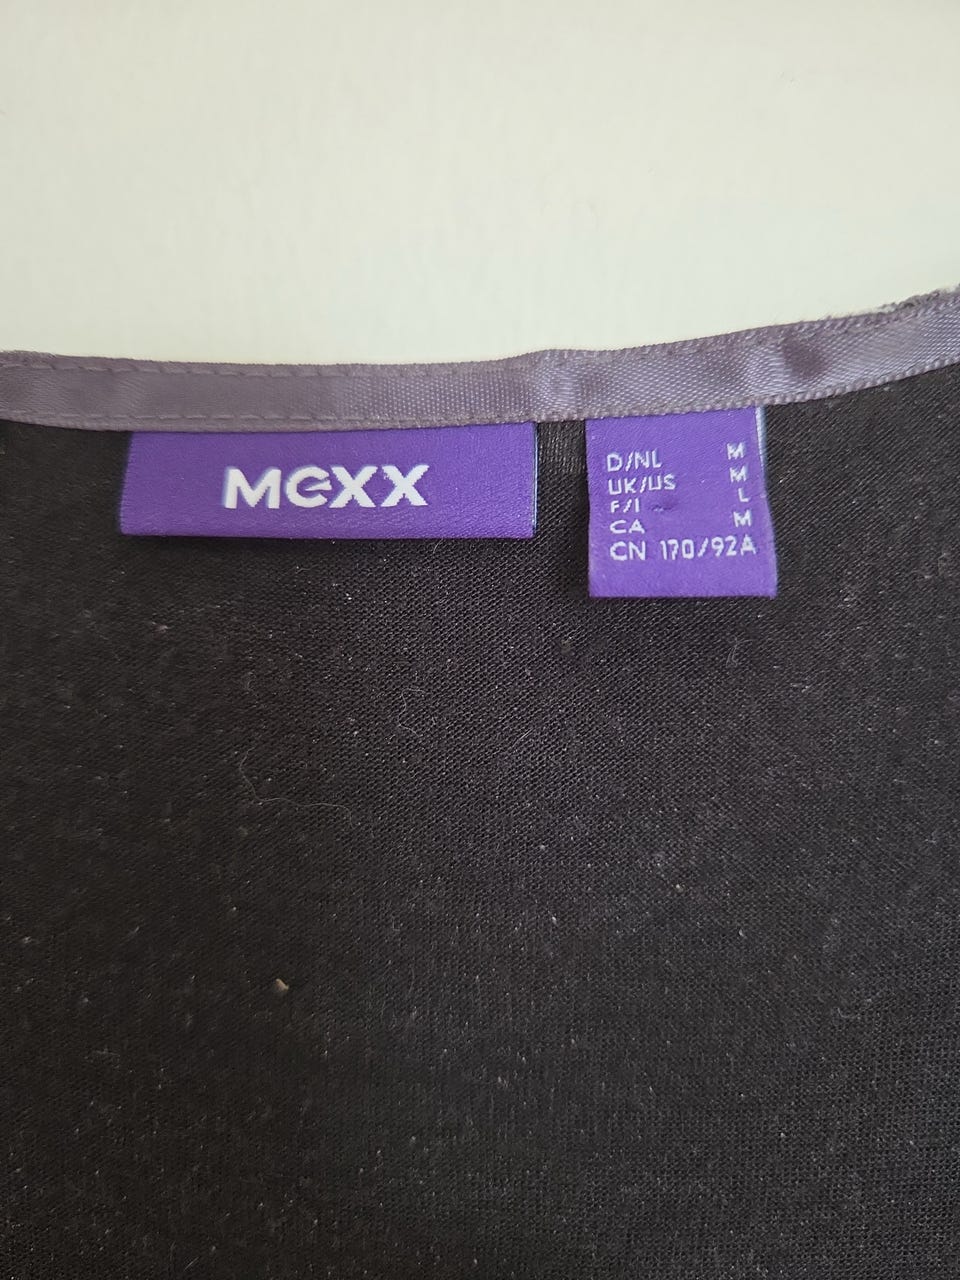 MEXX
D/NL M
UK/US M
F/I L
CA M
CN 170/92A